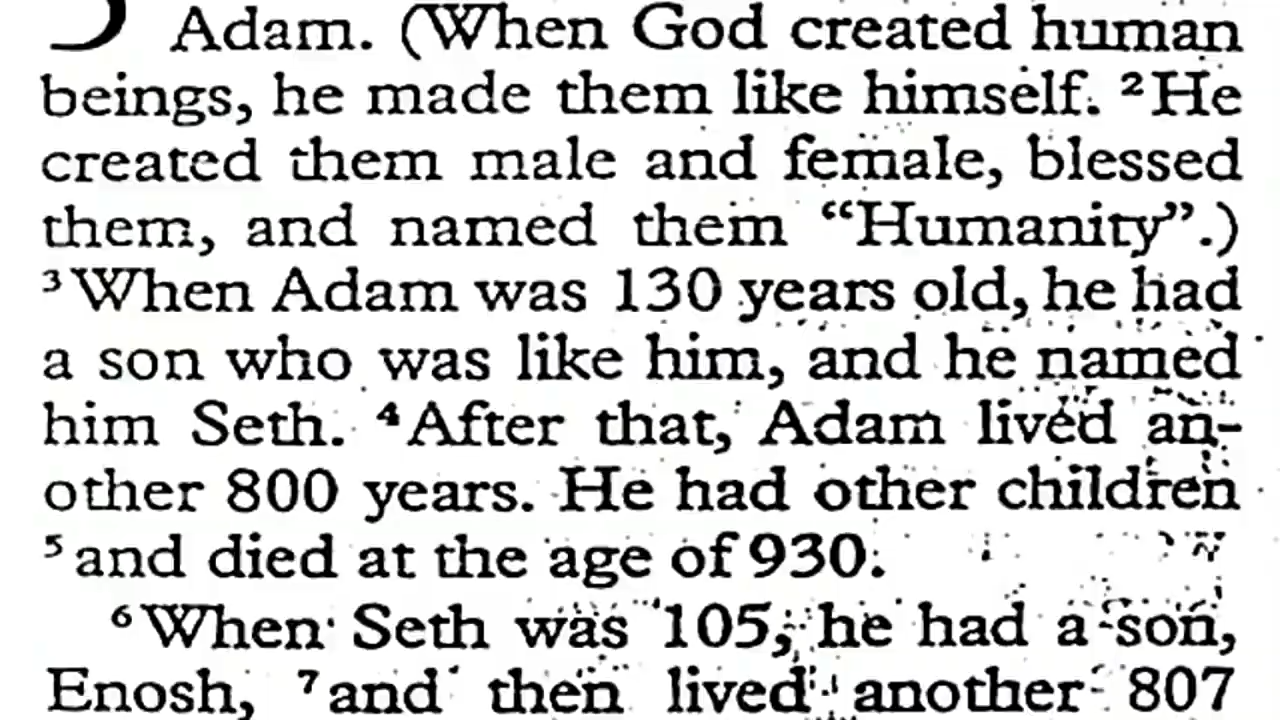 5 Adam. (When God created human
beings, he made them like himself. ²He
created them male and female, blessed
them, and named them “Humanity”.)
³When Adam was 130 years old, he had
a son who was like him, and he named
him Seth. ⁴After that, Adam lived an-
other 800 years. He had other children
⁵and died at the age of 930.
⁶When Seth was 105, he had a son,
Enosh, ⁷and then lived another 807